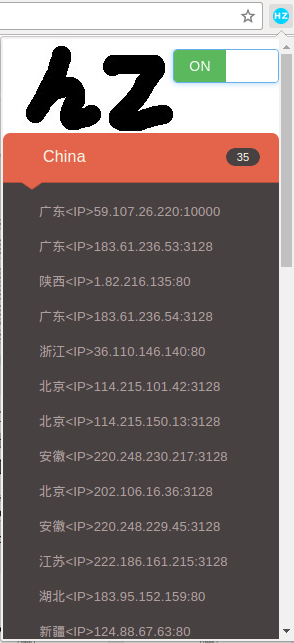 HZ
hz
ON
China 35
广东<IP>59.107.26.220:10000
广东<IP>183.61.236.53:3128
陕西<IP>1.82.216.135:80
广东<IP>183.61.236.54:3128
浙江<IP>36.110.146.140:80
北京<IP>114.215.101.42:3128
北京<IP>114.215.150.13:3128
安徽<IP>220.248.230.217:3128
北京<IP>202.106.16.36:3128
安徽<IP>220.248.229.45:3128
江苏<IP>222.186.161.215:3128
湖北<IP>183.95.152.159:80
新疆<IP>124.88.67.63:80